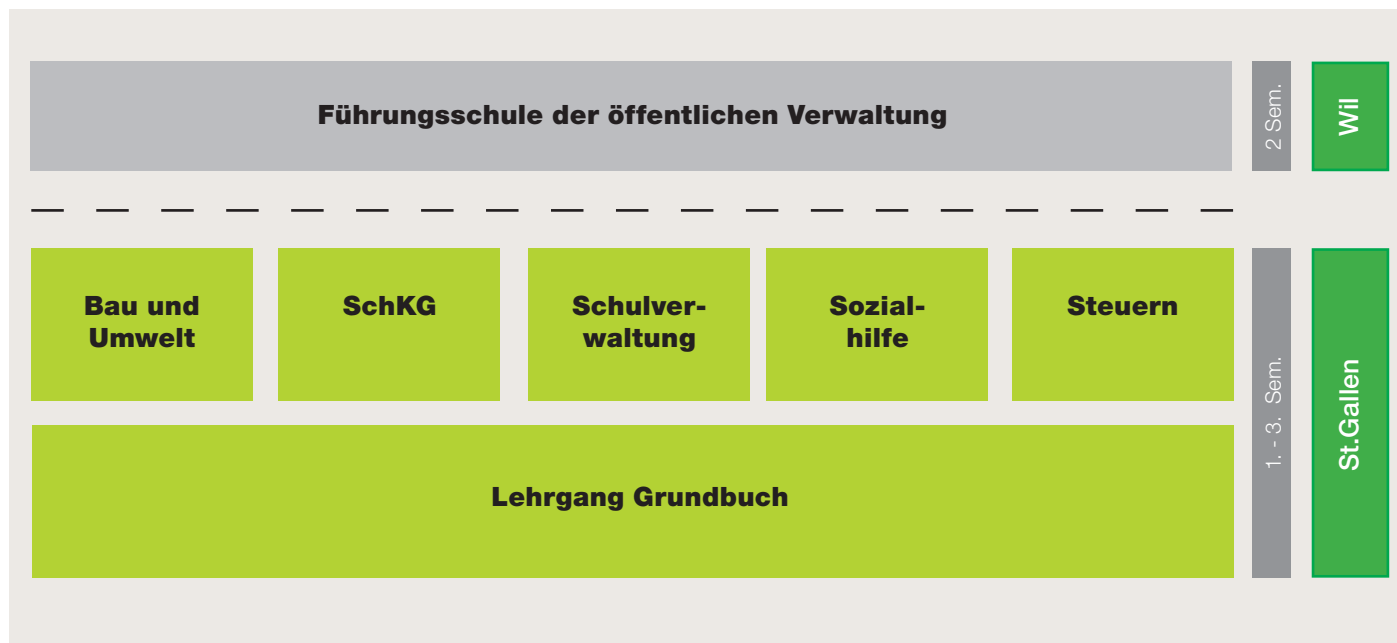 Führungsschule der öffentlichen Verwaltung
2 Sem.
Wil
Bau und
Umwelt
SchKG
Schulver-
waltung
Sozial-
hilfe
Steuern
1. - 3. Sem.
St.Gallen
Lehrgang Grundbuch